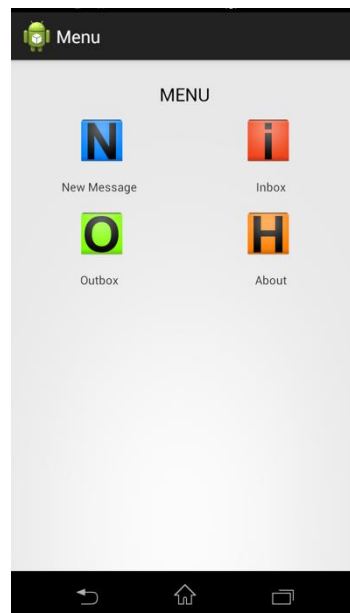 Menu
MENU
N i
New Message Inbox
O H
Outbox About